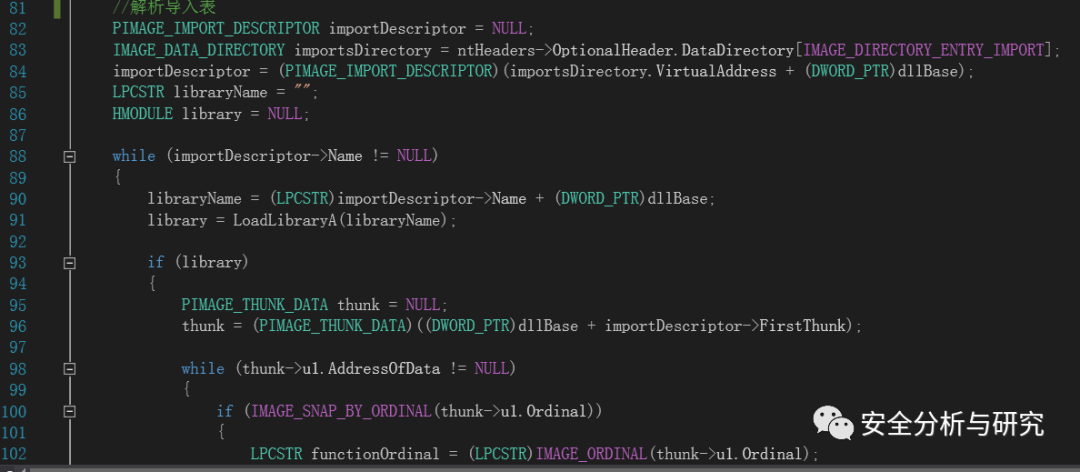 81 //解析导入表
82 PIMAGE_IMPORT_DESCRIPTOR importDescriptor = NULL;
83 IMAGE_DATA_DIRECTORY importsDirectory = ntHeaders->OptionalHeader.DataDirectory[IMAGE_DIRECTORY_ENTRY_IMPORT];
84 importDescriptor = (PIMAGE_IMPORT_DESCRIPTOR)(importsDirectory.VirtualAddress + (DWORD_PTR)dllBase);
85 LPCSTR libraryName = "";
86 HMODULE library = NULL;
87
88 while (importDescriptor->Name != NULL)
89 {
90 libraryName = (LPCSTR)importDescriptor->Name + (DWORD_PTR)dllBase;
91 library = LoadLibraryA(libraryName);
92
93 if (library)
94 {
95 PIMAGE_THUNK_DATA thunk = NULL;
96 thunk = (PIMAGE_THUNK_DATA)((DWORD_PTR)dllBase + importDescriptor->FirstThunk);
97
98 while (thunk->u1.AddressOfData != NULL)
99 {
100 if (IMAGE_SNAP_BY_ORDINAL(thunk->u1.Ordinal))
101 {
102 LPCSTR functionOrdinal = (LPCSTR)IMAGE_ORDINAL(thunk->u1.Ordinal);
安全分析与研究